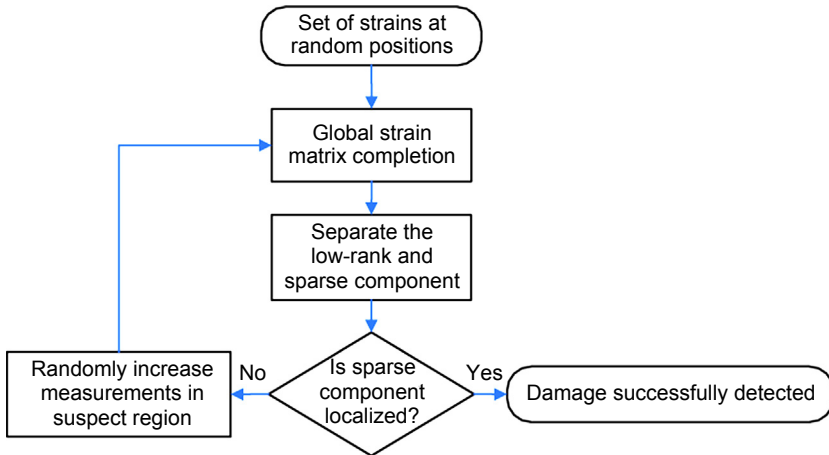 Set of strains at
random positions
Global strain
matrix completion
Separate the
low-rank and
sparse component
Randomly increase
measurements in
suspect region
No
Is sparse
component
localized?
Yes
Damage successfully detected